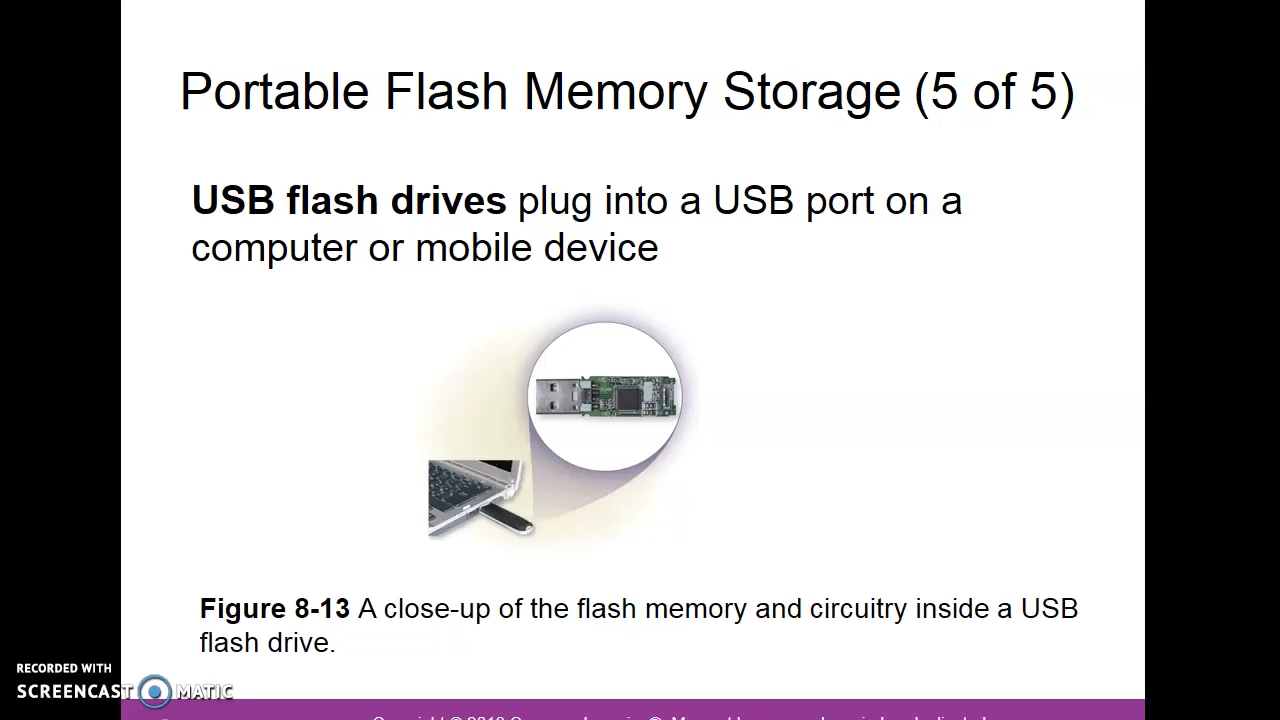 Portable Flash Memory Storage (5 of 5)
USB flash drives plug into a USB port on a
computer or mobile device
Figure 8-13 A close-up of the flash memory and circuitry inside a USB
flash drive.
RECORDED WITH
SCREENCAST MATIC